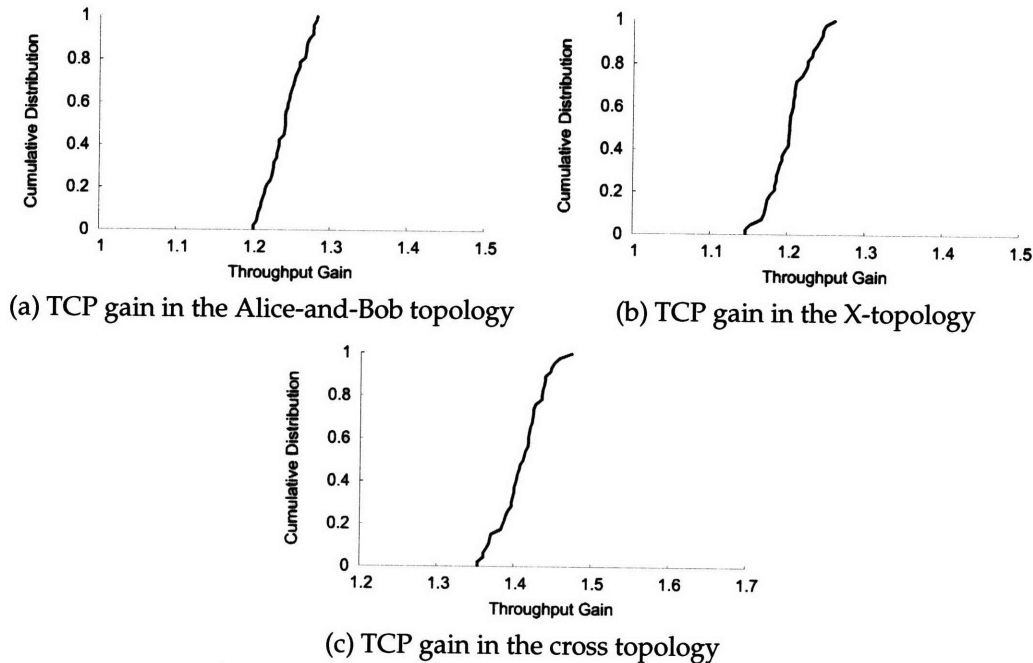 1
0.8
0.6
0.4
0.2
0
Cumulative Distribution
1 1.1 1.2 1.3 1.4 1.5
Throughput Gain
(a) TCP gain in the Alice-and-Bob topology
1
0.8
0.6
0.4
0.2
0
Cumulative Distribution
1 1.1 1.2 1.3 1.4 1.5
Throughput Gain
(b) TCP gain in the X-topology
1
0.8
0.6
0.4
0.2
0
Cumulative Distribution
1.2 1.3 1.4 1.5 1.6 1.7
Throughput Gain
(c) TCP gain in the cross topology